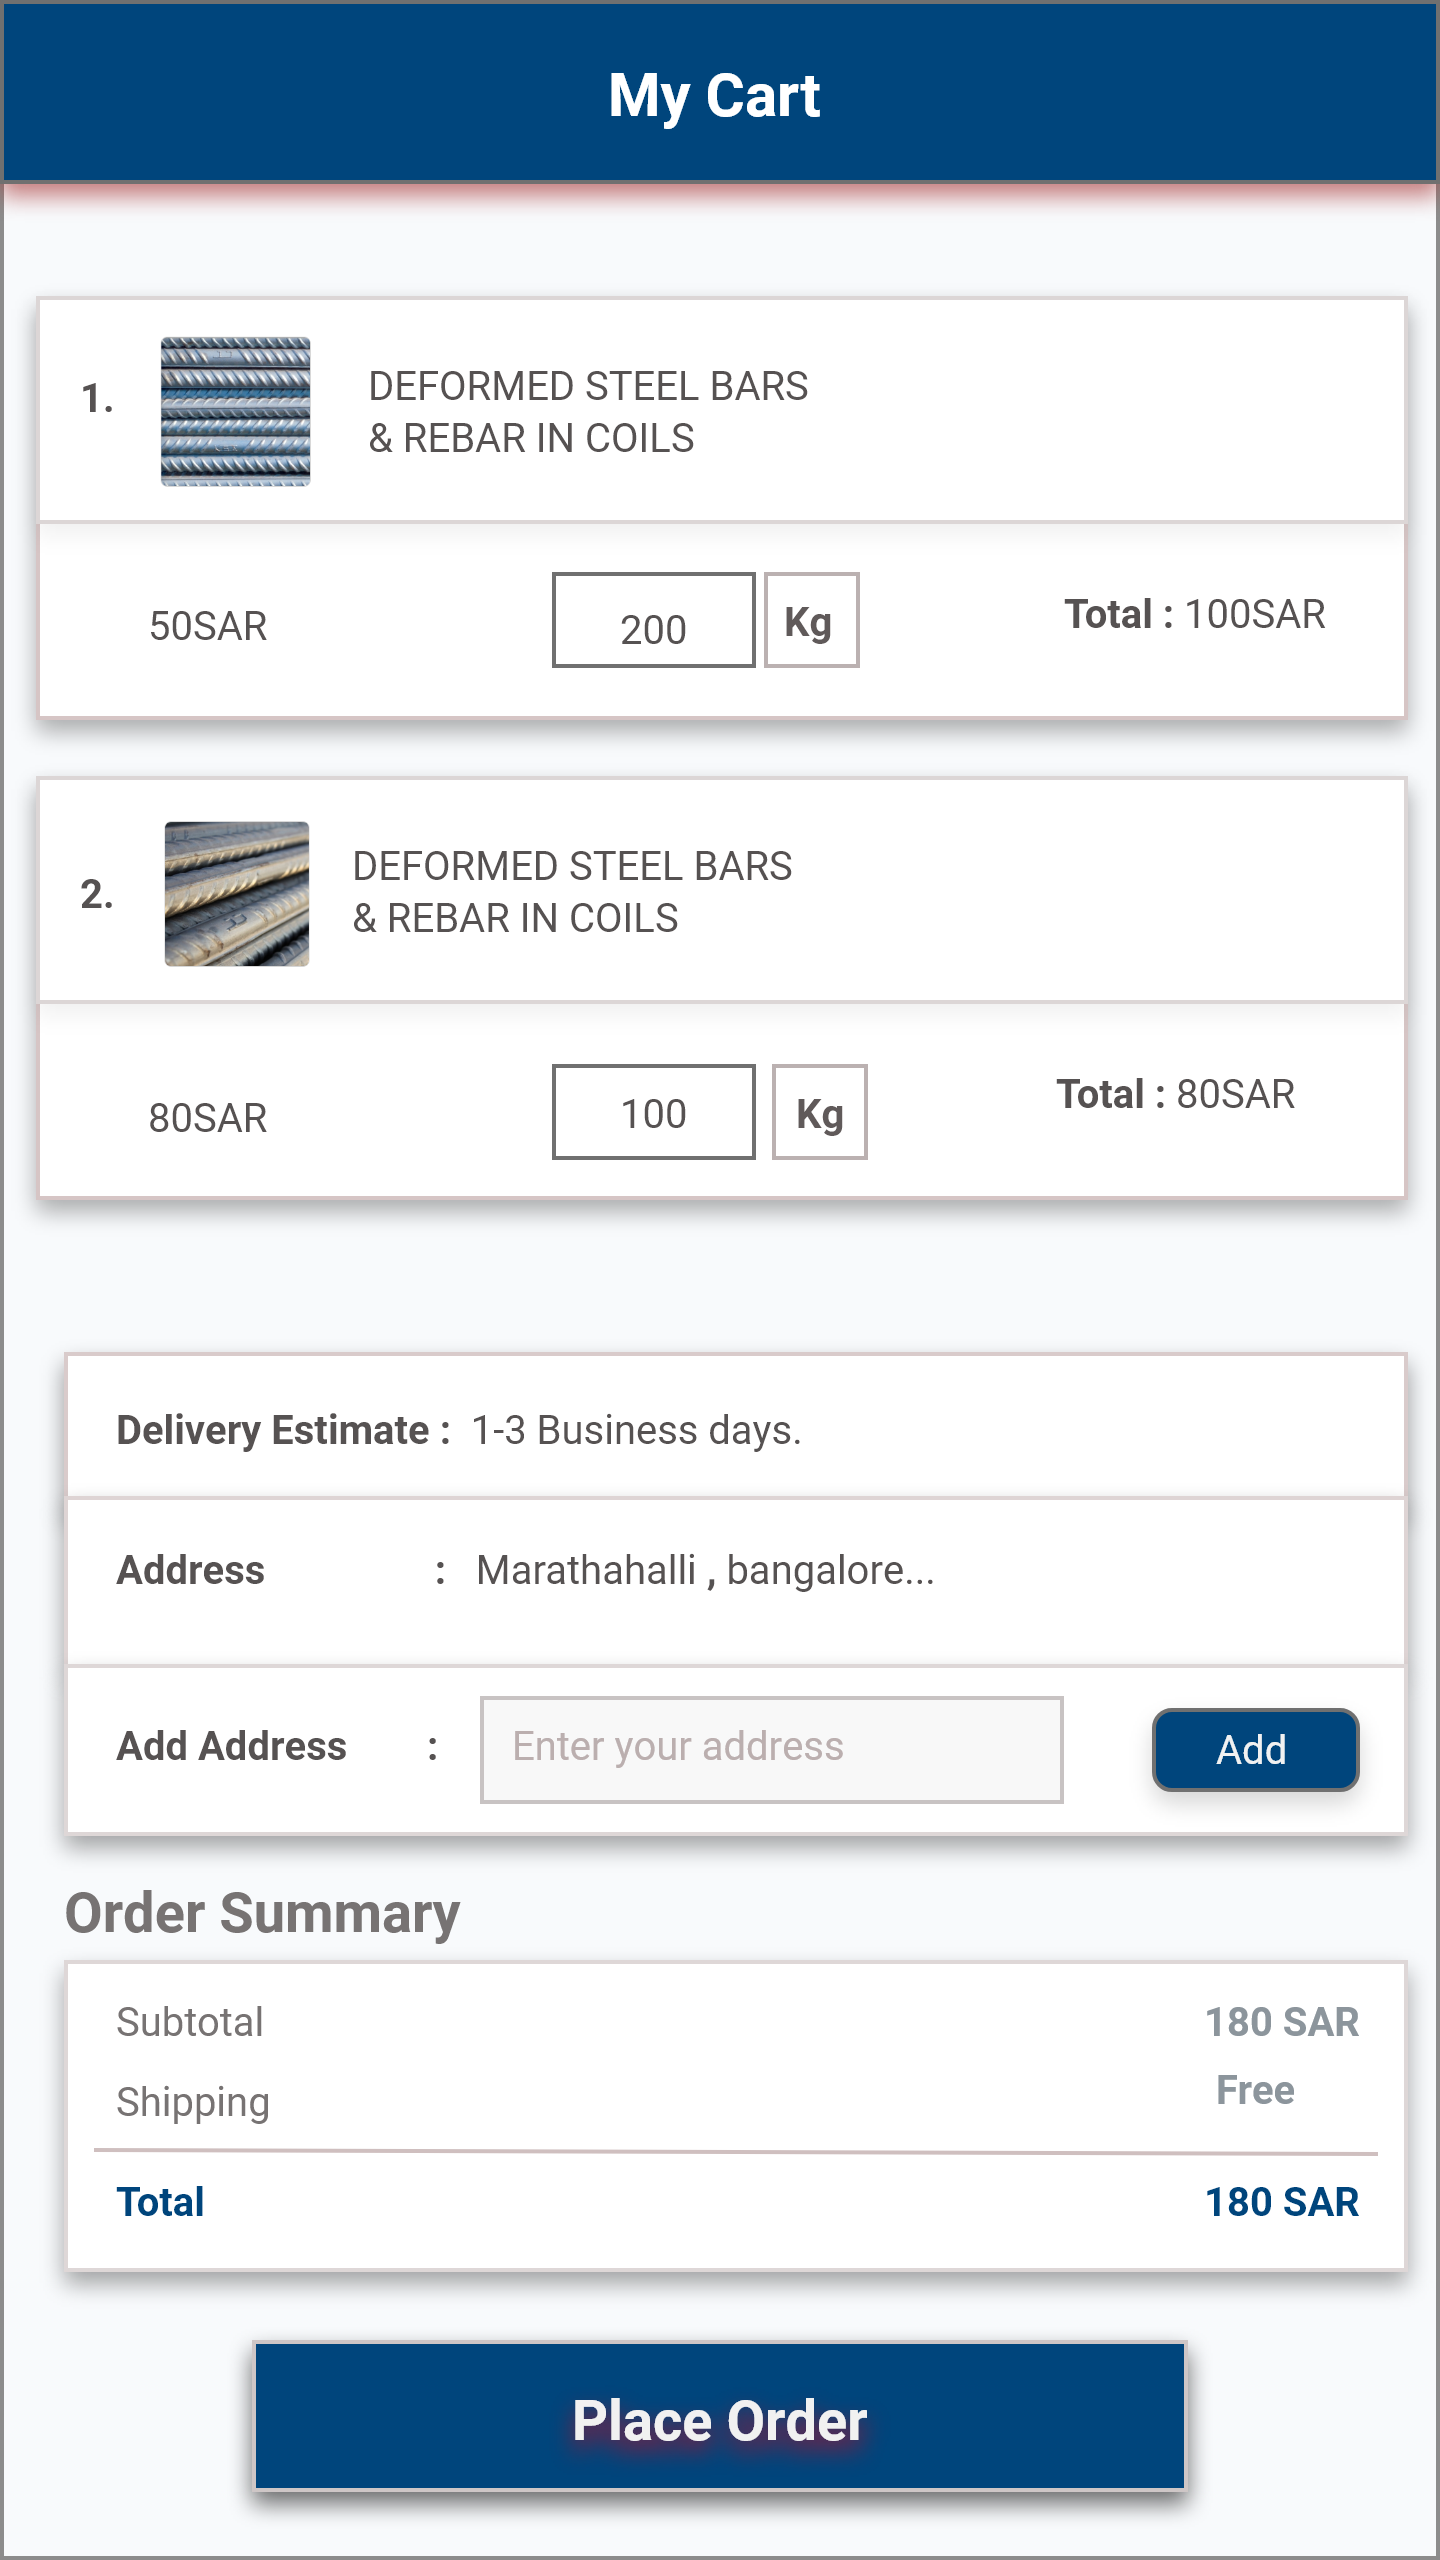 My Cart
1.
DEFORMED STEEL BARS
& REBAR IN COILS
50SAR
200
Kg
Total : 100SAR
2.
DEFORMED STEEL BARS
& REBAR IN COILS
80SAR
100
Kg
Total : 80SAR
Delivery Estimate : 1-3 Business days.
Address : Marathahalli , bangalore...
Add Address : Enter your address
Add
Order Summary
Subtotal 180 SAR
Shipping Free
Total 180 SAR
Place Order